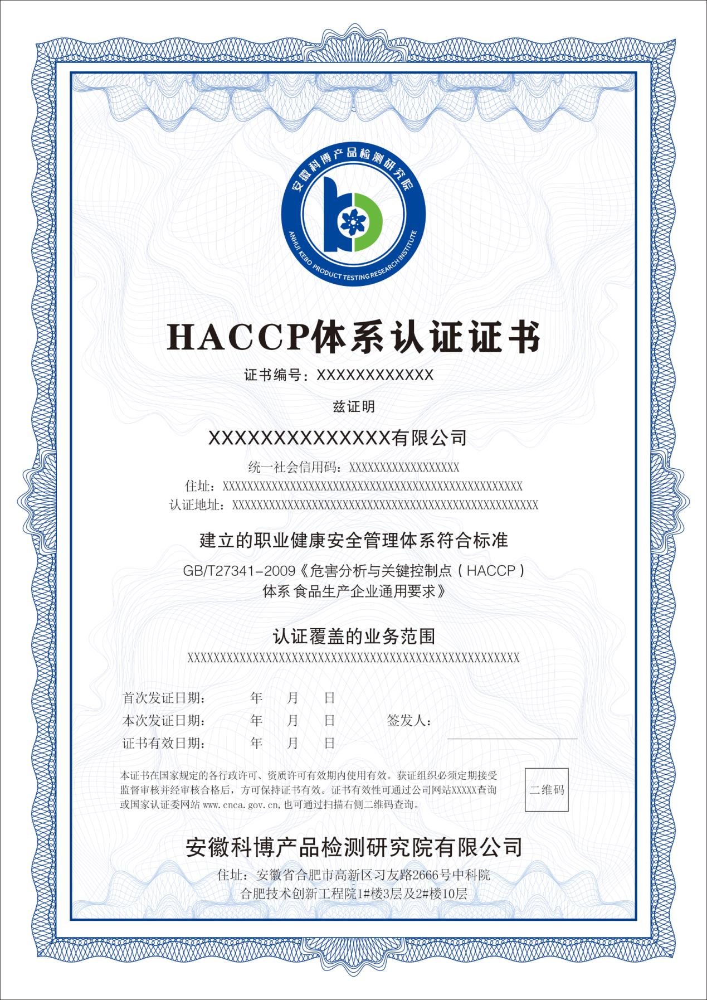 安徽科博产品检测研究院
ANHUI KEBO PRODUCT TESTING RESEARCH INSTITUTE
HACCP体系认证证书
证书编号：XXXXXXXXXXXX
兹证明
XXXXXXXXXXXXXX有限公司
统一社会信用码：XXXXXXXXXXXXXXXXXX
住址：XXXXXXXXXXXXXXXXXXXXXXXXXXXXXXXXXXXXXXXXXXXXXXXXX
认证地址：XXXXXXXXXXXXXXXXXXXXXXXXXXXXXXXXXXXXXXXXXXXXXXXXXX
建立的职业健康安全管理体系符合标准
GB/T27341-2009《危害分析与关键控制点（HACCP）
体系 食品生产企业通用要求》
认证覆盖的业务范围
XXXXXXXXXXXXXXXXXXXXXXXXXXXXXXXXXXXXXXXXXXXXXXXXXXX
首次发证日期： 年 月 日
本次发证日期： 年 月 日 签发人：
证书有效日期： 年 月 日
本证书在国家规定的各行政许可、资质许可有效期内使用有效。获证组织必须定期接受
监督审核并经审核合格后，方可保持证书有效。证书有效性可通过公司网站XXXXX查询
或国家认证委网站 www.cnca.gov.cn,也可通过扫描右侧二维码查询。
二维码
安徽科博产品检测研究院有限公司
住址：安徽省合肥市高新区习友路2666号中科院
合肥技术创新工程院1#楼3层及2#楼10层